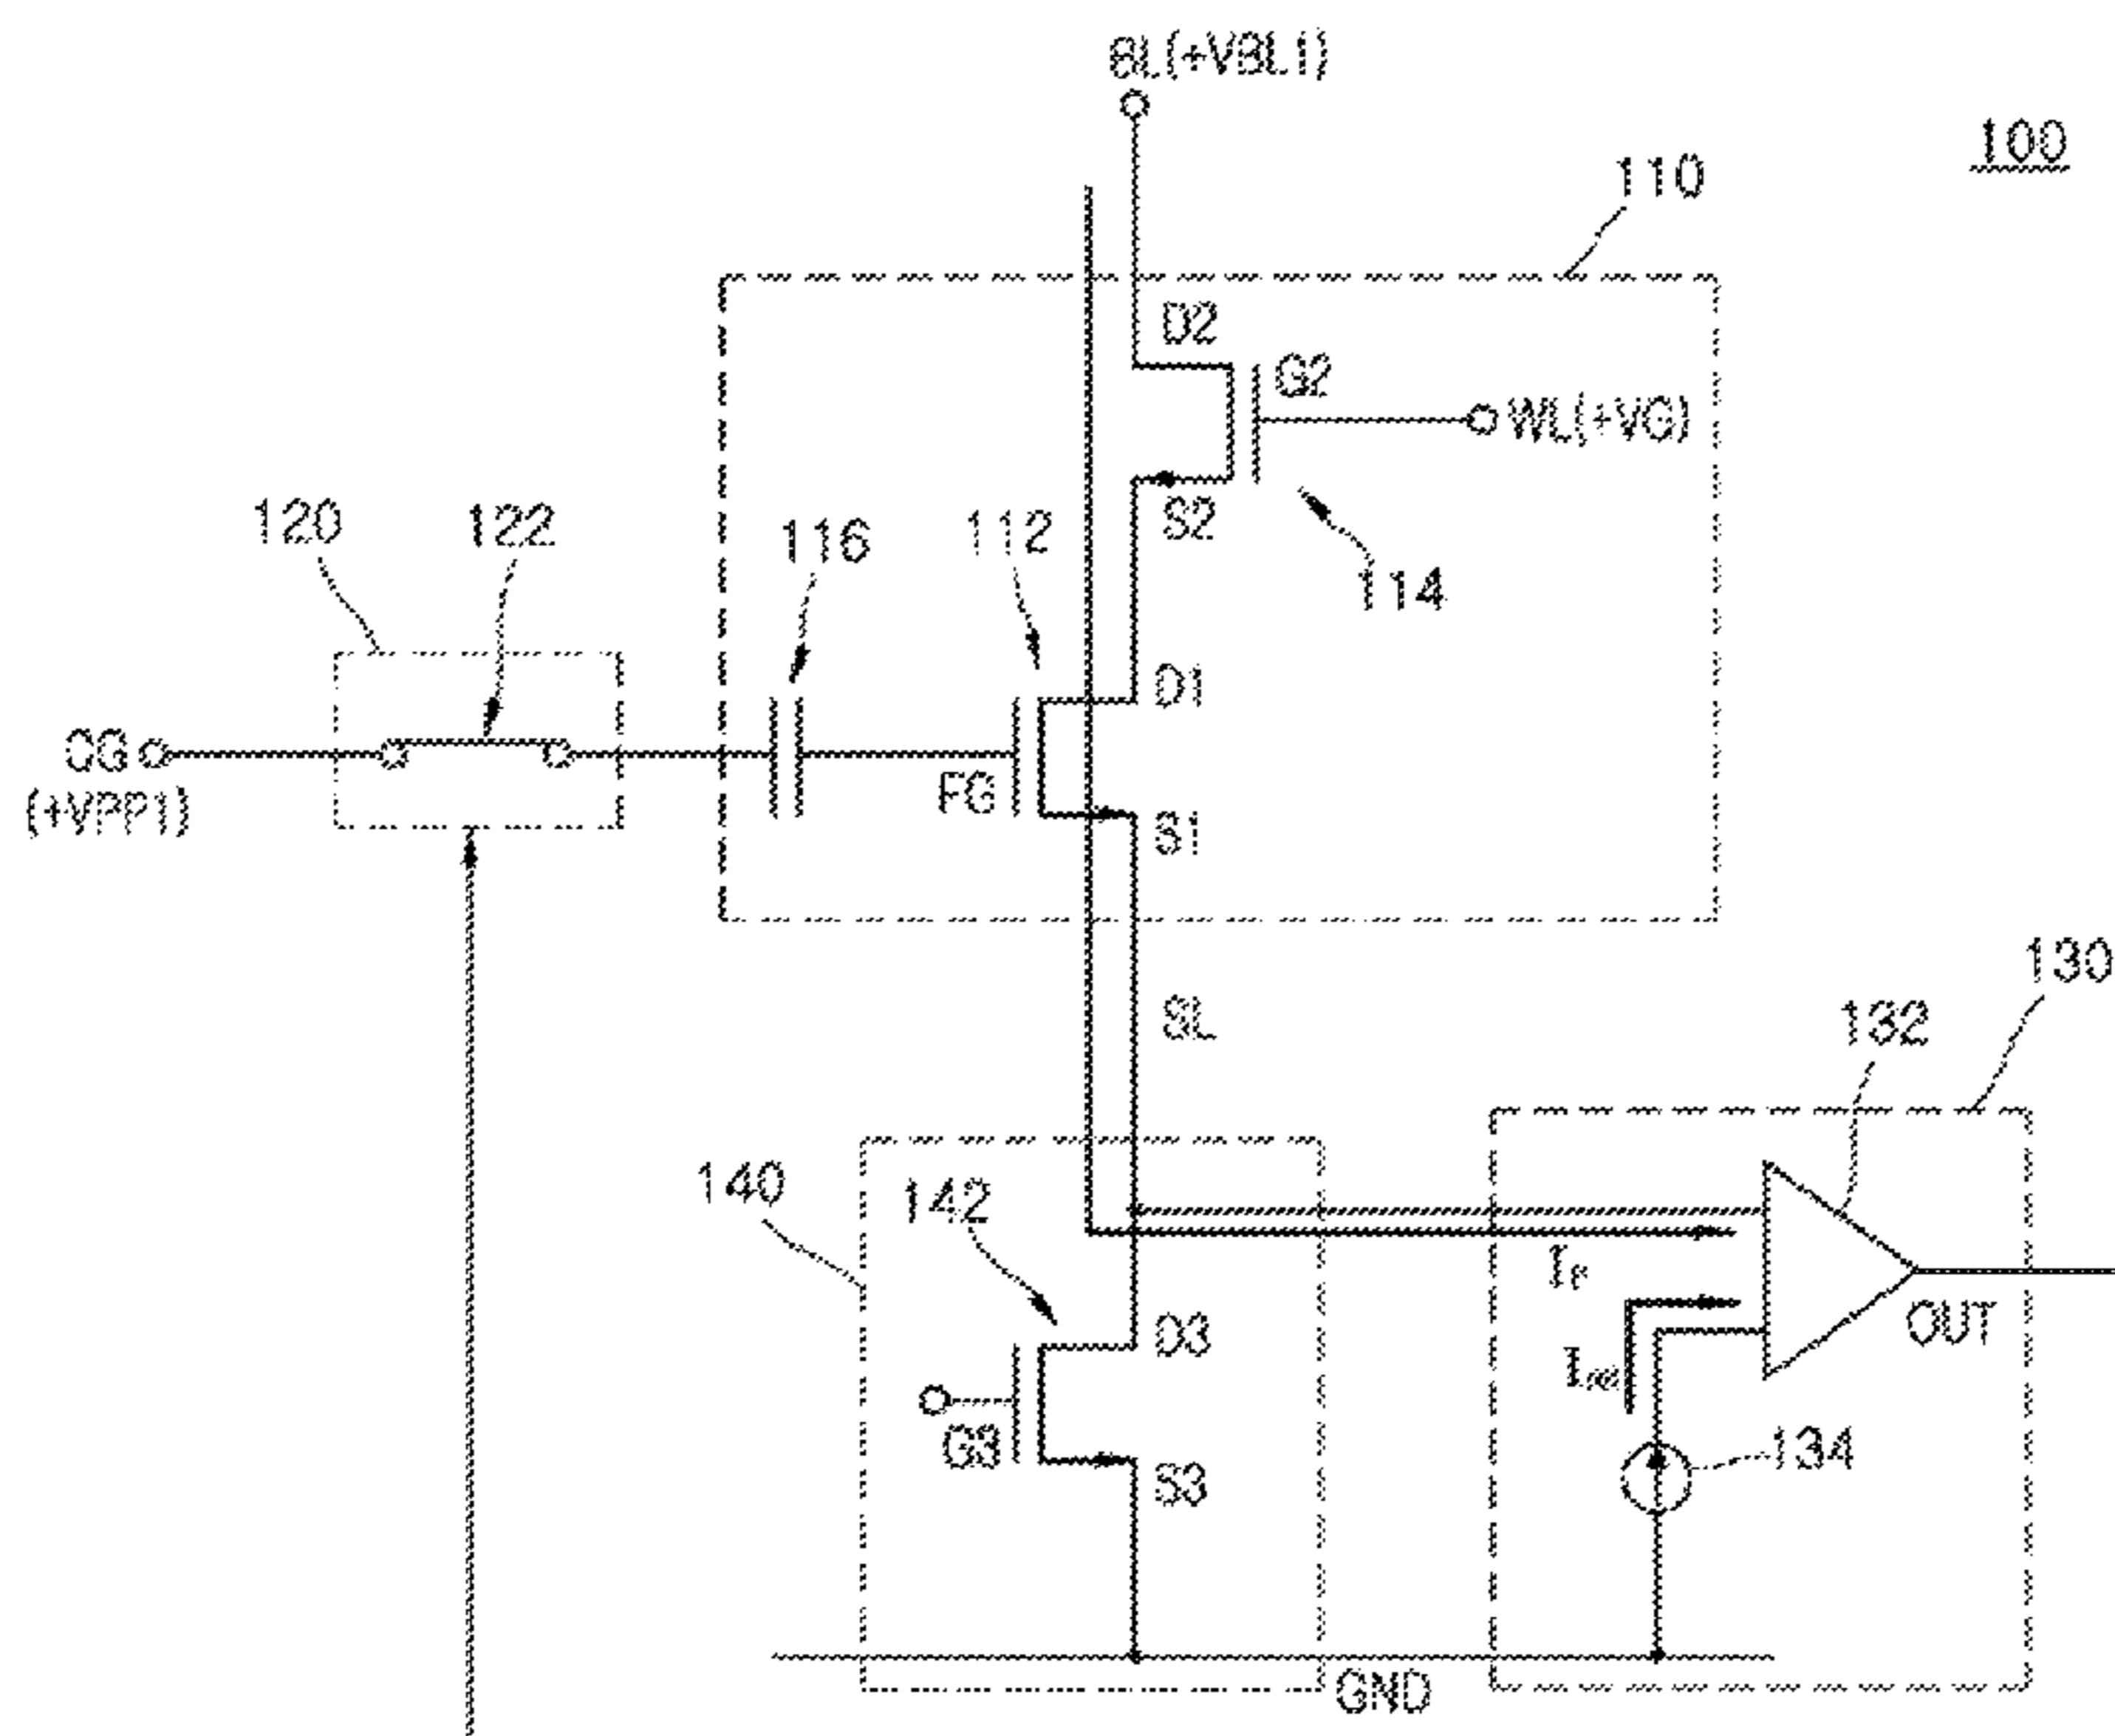 BL(+VBL1)
100
110
D2
G2
WL(+VG)
S2
120
122
116
112
114
D1
CG
(+VPP1)
FG
S1
130
SL
132
140
142
IP
D3
OUT
G3
134
S3
GND